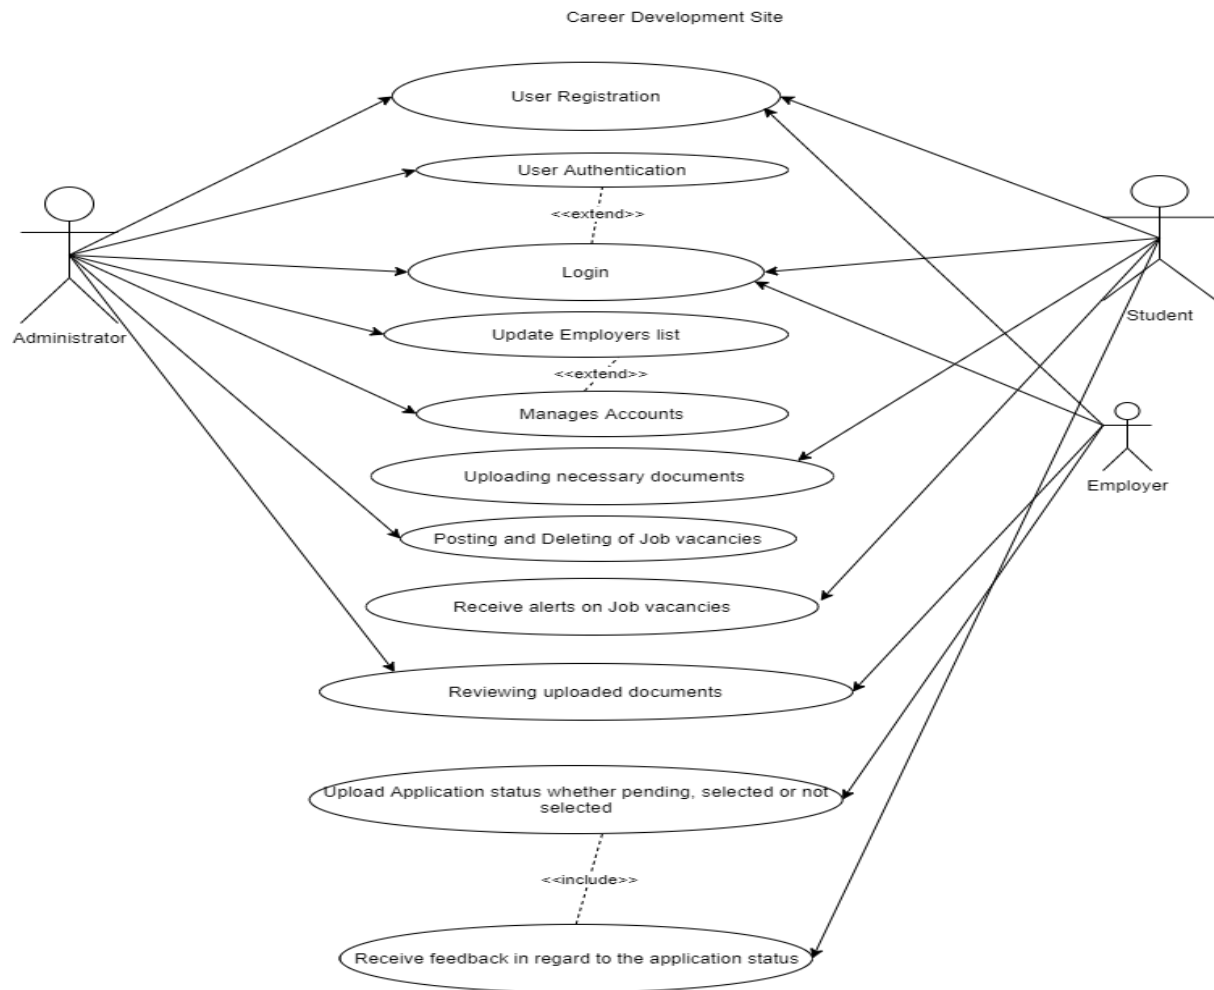 Career Development Site
User Registration
User Authentication
<<extend>>
Login
Administrator
Student
Update Employers list
<<extend>>
Manages Accounts
Uploading necessary documents
Employer
Posting and Deleting of Job vacancies
Receive alerts on Job vacancies
Reviewing uploaded documents
Upload Application status whether pending, selected or not
selected
<<include>>
Receive feedback in regard to the application status